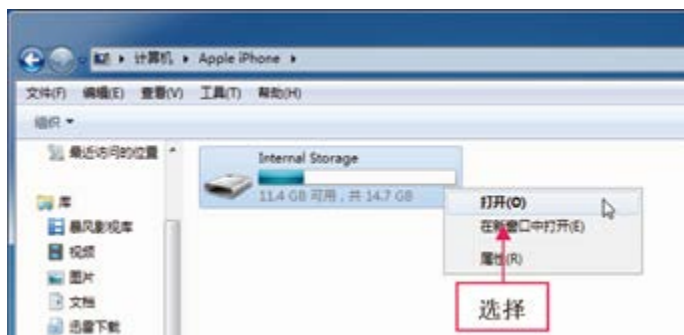 计算机 ▸ Apple iPhone ▸
文件(F) 编辑(E) 查看(V) 工具(T) 帮助(H)
组织
最近访问的位置
Internal Storage
11.4 GB 可用，共 14.7 GB
库
暴风影视库
视频
图片
文档
迅雷下载
打开(O)
在新窗口中打开(E)
属性(R)
选择